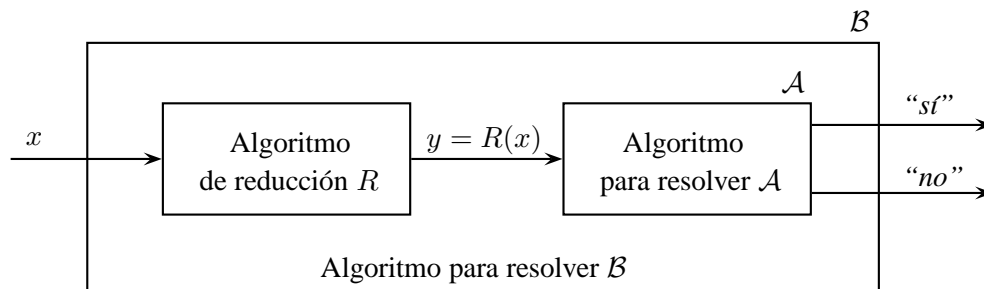 ℬ
𝒜
x
Algoritmo
de reducción R
y = R(x)
Algoritmo
para resolver 𝒜
“sí”
“no”
Algoritmo para resolver ℬ